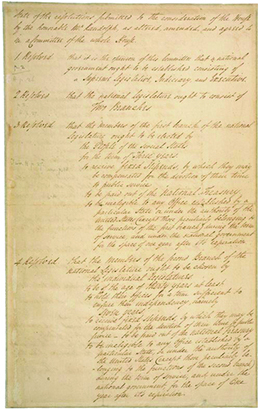 State of the resolutions submitted to the consideration of the House
by the honorable Mr. Randolph, as altered, amended, and agreed to
in a Committee of the whole House.
1 Resolved that it is the opinion of this Committee that a national
government ought to be established consisting of
a Supreme Legislative, Judiciary, and Executive.
2 Resolved that the national Legislature ought to consist of
Two Branches.
3 Resolved that the members of the first branch of the national
Legislature ought to be elected by
the People of the several States
for the term of Three years.
to receive fixed stipends, by which they may
be compensated for the devotion of their time
to public service
to be paid out of the National Treasury.
to be ineligible to any Office established by a
particular State or under the authority of the
United States (except those peculiarly belonging to
the functions of the first branch) during the term
of service, and under the national government
for the space of one year after its expiration.
4 Resolved that the members of the second Branch of the
national Legislature ought to be chosen by
the individual Legislatures.
to be of the age of thirty years at least.
to hold their offices for a term sufficient to
ensure their independency, namely
seven years.
to receive fixed stipends, by which they may be
compensated for the devotion of their time to public
service to be paid out of the National Treasury
to be ineligible to any Office established by a
particular State, or under the authority of
the United States (except those peculiarly be-
longing to the functions of the second branch)
during the term of service, and under the
national government, for the space of one
year after its expiration.